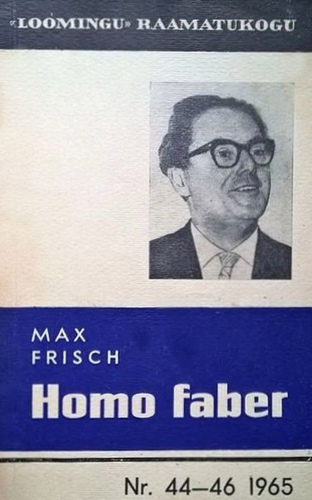 «LOOMINGU» RAAMATUKOGU
MAX
FRISCH
Homo faber
Nr. 44—46 1965